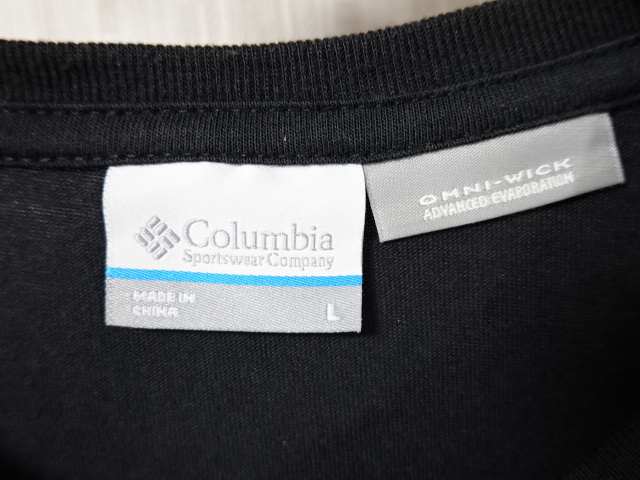 Columbia
Sportswear Company
MADE IN
CHINA
L
OMNI-WICK
ADVANCED EVAPORATION